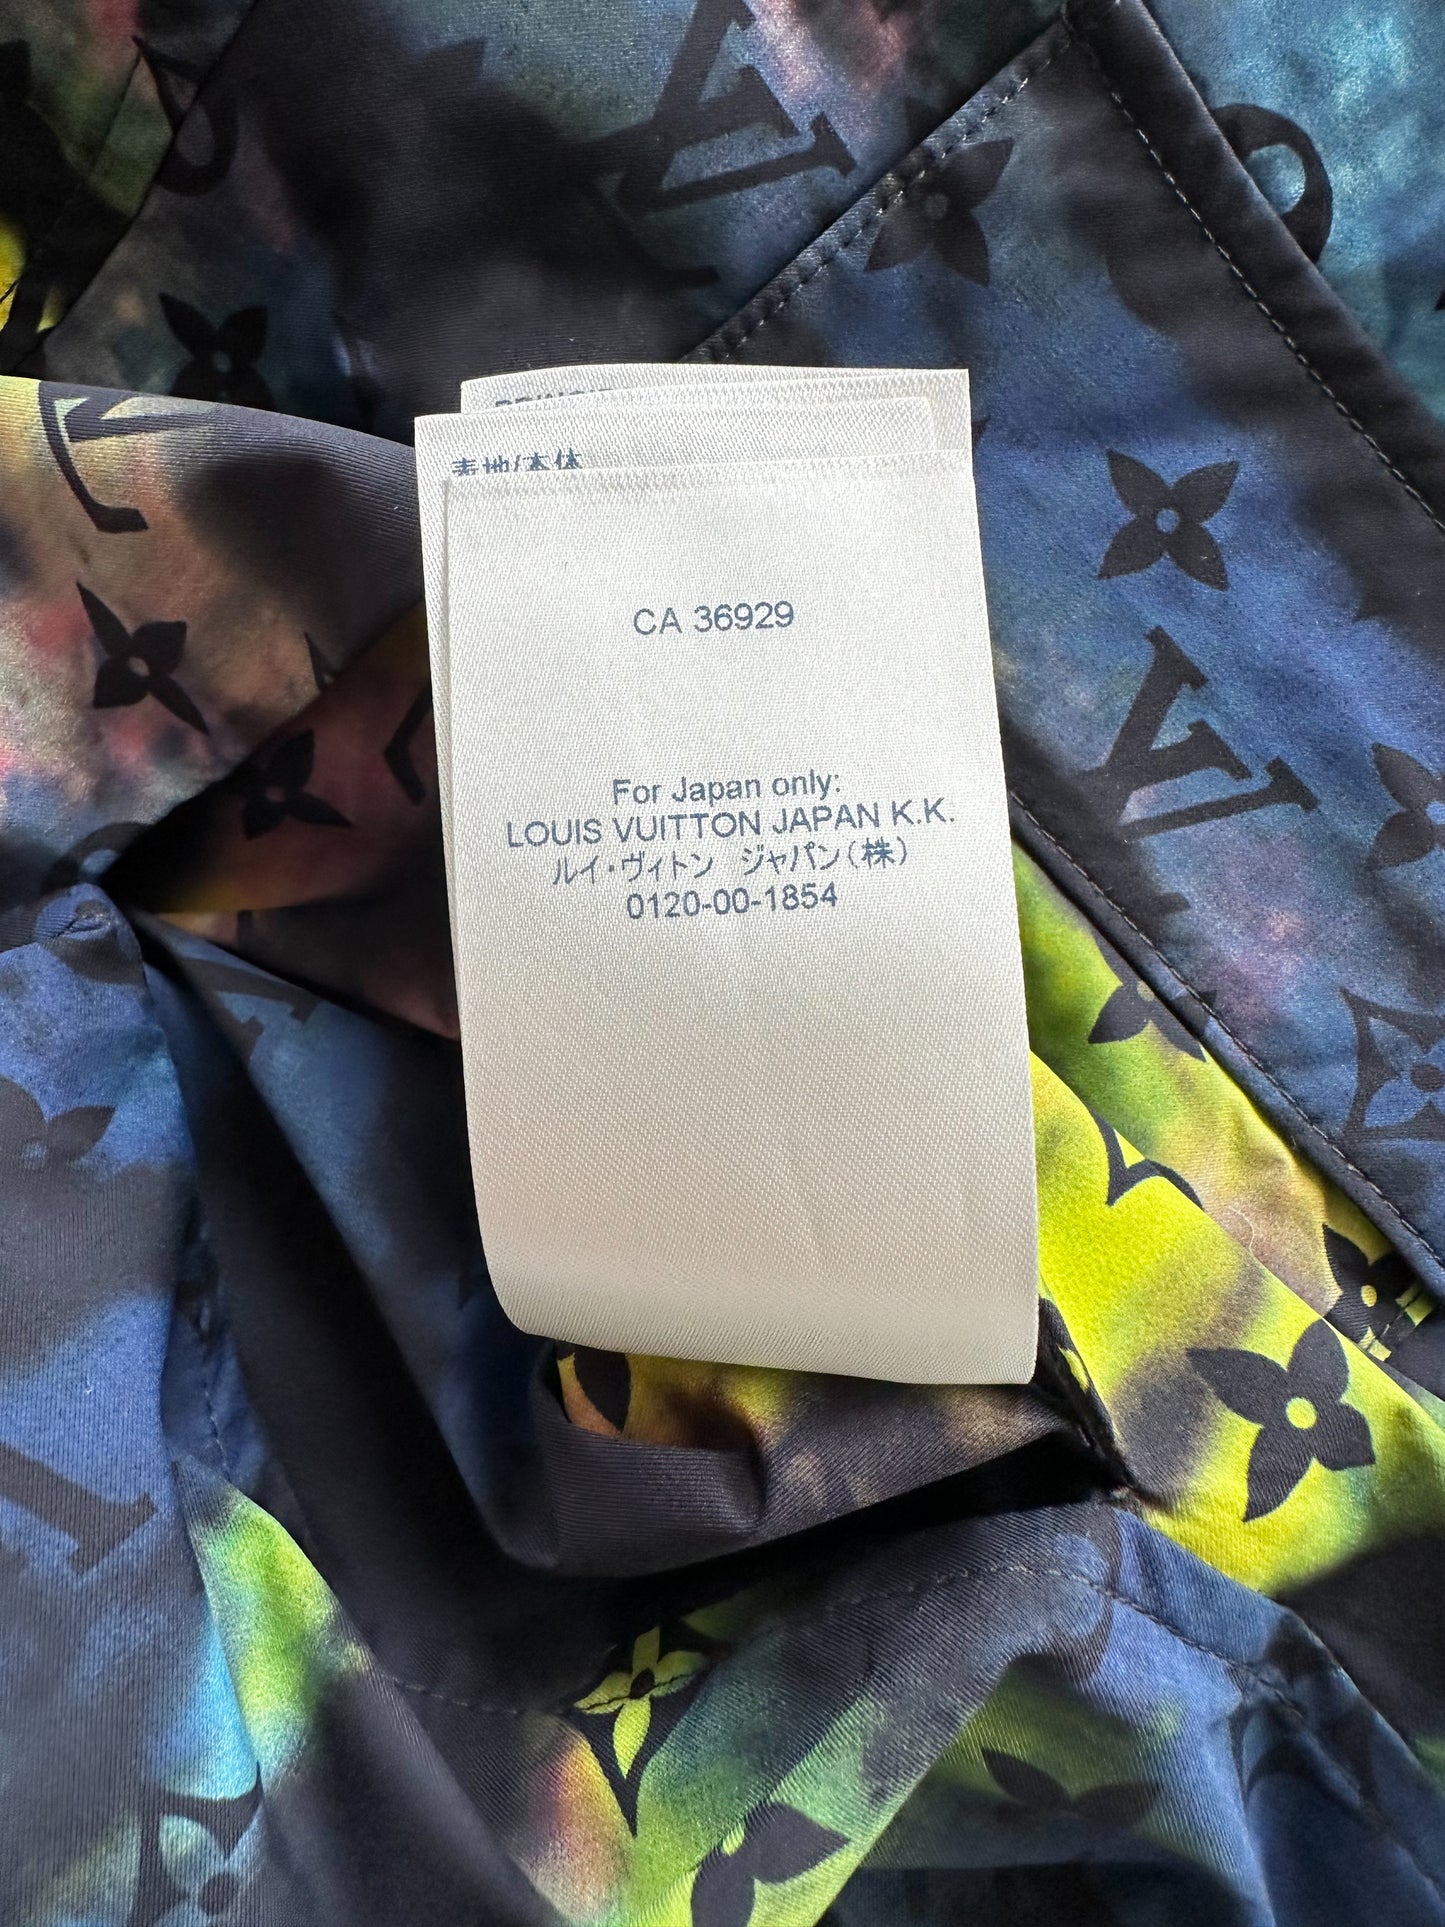 表地/本体
CA 36929
For Japan only:
LOUIS VUITTON JAPAN K.K.
ルイ・ヴィトン ジャパン(株)
0120-00-1854